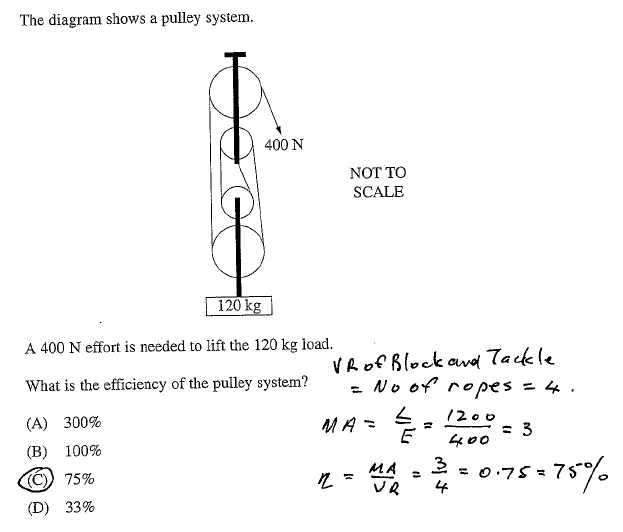 The diagram shows a pulley system.
400 N
NOT TO
SCALE
120 kg
A 400 N effort is needed to lift the 120 kg load.
What is the efficiency of the pulley system?
(A) 300%
(B) 100%
(C) 75%
(D) 33%
VR of Block and Tackle
= No of ropes = 4.
MA = L/E = 1200/400 = 3
η = MA/VR = 3/4 = 0.75 = 75%